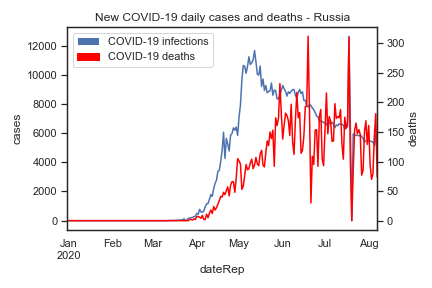 New COVID-19 daily cases and deaths - Russia
COVID-19 infections
COVID-19 deaths
12000
10000
8000
6000
4000
2000
0
cases
300
250
200
150
100
50
0
deaths
Jan Feb Mar Apr May Jun Jul Aug
2020
dateRep